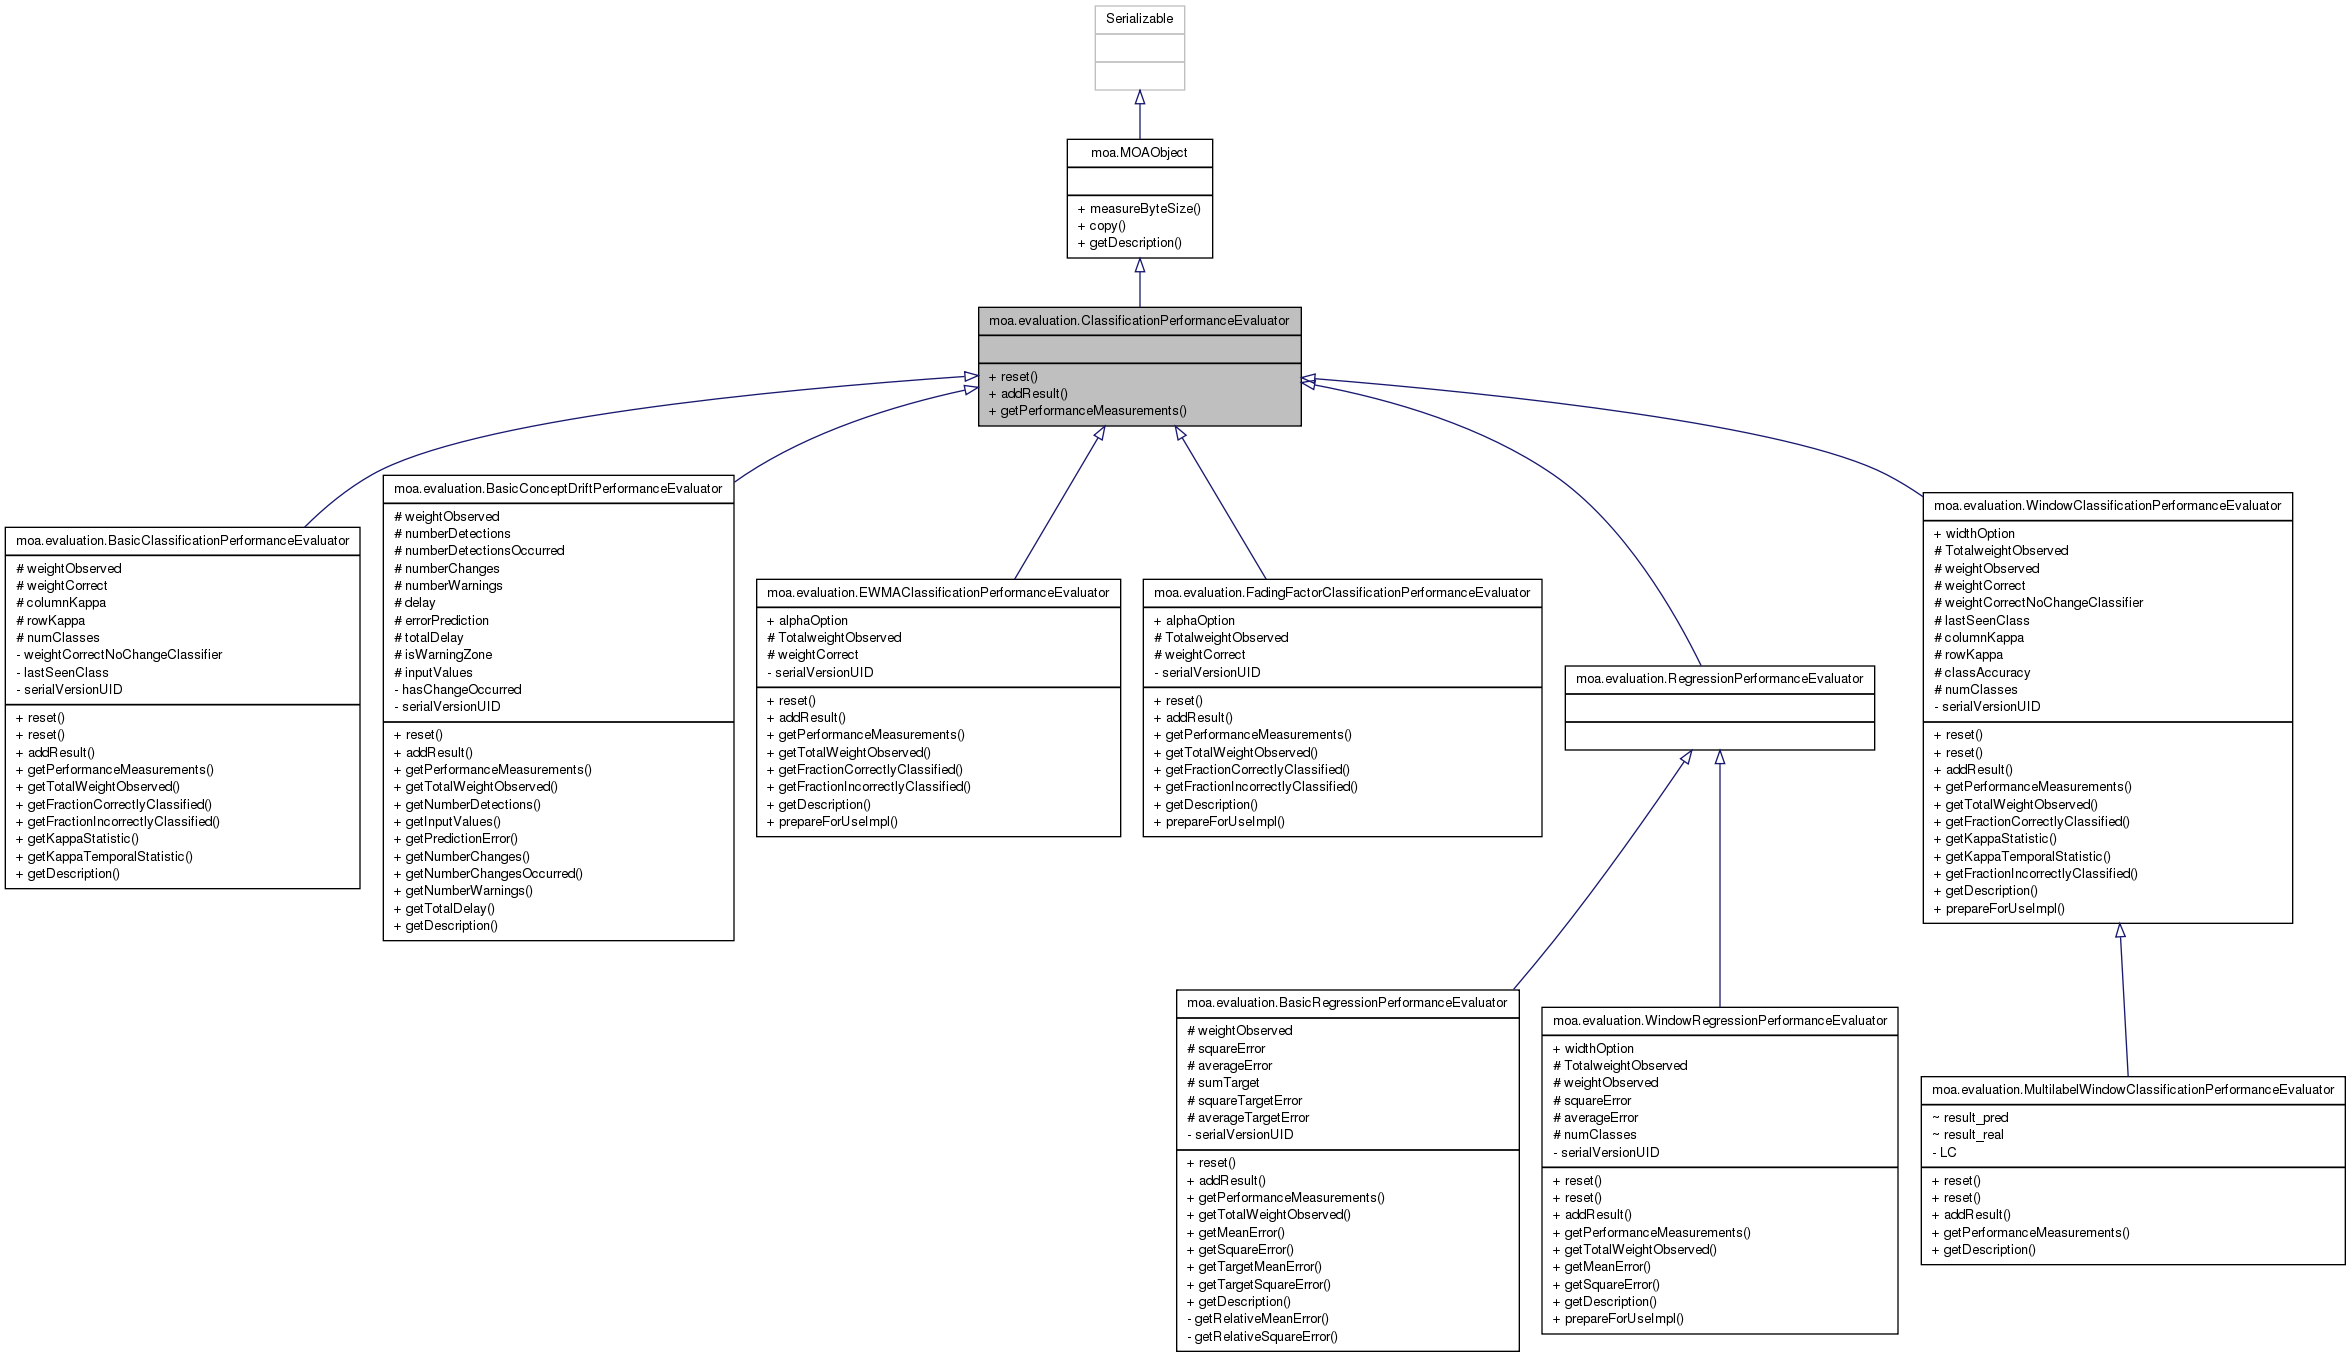 Serializable
moa.MOAObject
+ measureByteSize()
+ copy()
+ getDescription()
moa.evaluation.ClassificationPerformanceEvaluator
+ reset()
+ addResult()
+ getPerformanceMeasurements()
moa.evaluation.BasicClassificationPerformanceEvaluator
# weightObserved
# weightCorrect
# columnKappa
# rowKappa
# numClasses
- weightCorrectNoChangeClassifier
- lastSeenClass
- serialVersionUID
+ reset()
+ reset()
+ addResult()
+ getPerformanceMeasurements()
+ getTotalWeightObserved()
+ getFractionCorrectlyClassified()
+ getFractionIncorrectlyClassified()
+ getKappaStatistic()
+ getKappaTemporalStatistic()
+ getDescription()
moa.evaluation.BasicConceptDriftPerformanceEvaluator
# weightObserved
# numberDetections
# numberDetectionsOccurred
# numberChanges
# numberWarnings
# delay
# errorPrediction
# totalDelay
# isWarningZone
# inputValues
- hasChangeOccurred
- serialVersionUID
+ reset()
+ addResult()
+ getPerformanceMeasurements()
+ getTotalWeightObserved()
+ getNumberDetections()
+ getInputValues()
+ getPredictionError()
+ getNumberChanges()
+ getNumberChangesOccurred()
+ getNumberWarnings()
+ getTotalDelay()
+ getDescription()
moa.evaluation.EWMAClassificationPerformanceEvaluator
+ alphaOption
# TotalweightObserved
# weightCorrect
- serialVersionUID
+ reset()
+ addResult()
+ getPerformanceMeasurements()
+ getTotalWeightObserved()
+ getFractionCorrectlyClassified()
+ getFractionIncorrectlyClassified()
+ getDescription()
+ prepareForUseImpl()
moa.evaluation.FadingFactorClassificationPerformanceEvaluator
+ alphaOption
# TotalweightObserved
# weightCorrect
- serialVersionUID
+ reset()
+ addResult()
+ getPerformanceMeasurements()
+ getTotalWeightObserved()
+ getFractionCorrectlyClassified()
+ getFractionIncorrectlyClassified()
+ getDescription()
+ prepareForUseImpl()
moa.evaluation.RegressionPerformanceEvaluator
moa.evaluation.WindowClassificationPerformanceEvaluator
+ widthOption
# TotalweightObserved
# weightObserved
# weightCorrect
# weightCorrectNoChangeClassifier
# lastSeenClass
# columnKappa
# rowKappa
# classAccuracy
# numClasses
- serialVersionUID
+ reset()
+ reset()
+ addResult()
+ getPerformanceMeasurements()
+ getTotalWeightObserved()
+ getFractionCorrectlyClassified()
+ getKappaStatistic()
+ getKappaTemporalStatistic()
+ getFractionIncorrectlyClassified()
+ getDescription()
+ prepareForUseImpl()
moa.evaluation.BasicRegressionPerformanceEvaluator
# weightObserved
# squareError
# averageError
# sumTarget
# squareTargetError
# averageTargetError
- serialVersionUID
+ reset()
+ addResult()
+ getPerformanceMeasurements()
+ getTotalWeightObserved()
+ getMeanError()
+ getSquareError()
+ getTargetMeanError()
+ getTargetSquareError()
+ getDescription()
- getRelativeMeanError()
- getRelativeSquareError()
moa.evaluation.WindowRegressionPerformanceEvaluator
+ widthOption
# TotalweightObserved
# weightObserved
# squareError
# averageError
# numClasses
- serialVersionUID
+ reset()
+ reset()
+ addResult()
+ getPerformanceMeasurements()
+ getTotalWeightObserved()
+ getMeanError()
+ getSquareError()
+ getDescription()
+ prepareForUseImpl()
moa.evaluation.MultilabelWindowClassificationPerformanceEvaluator
~ result_pred
~ result_real
- LC
+ reset()
+ reset()
+ addResult()
+ getPerformanceMeasurements()
+ getDescription()